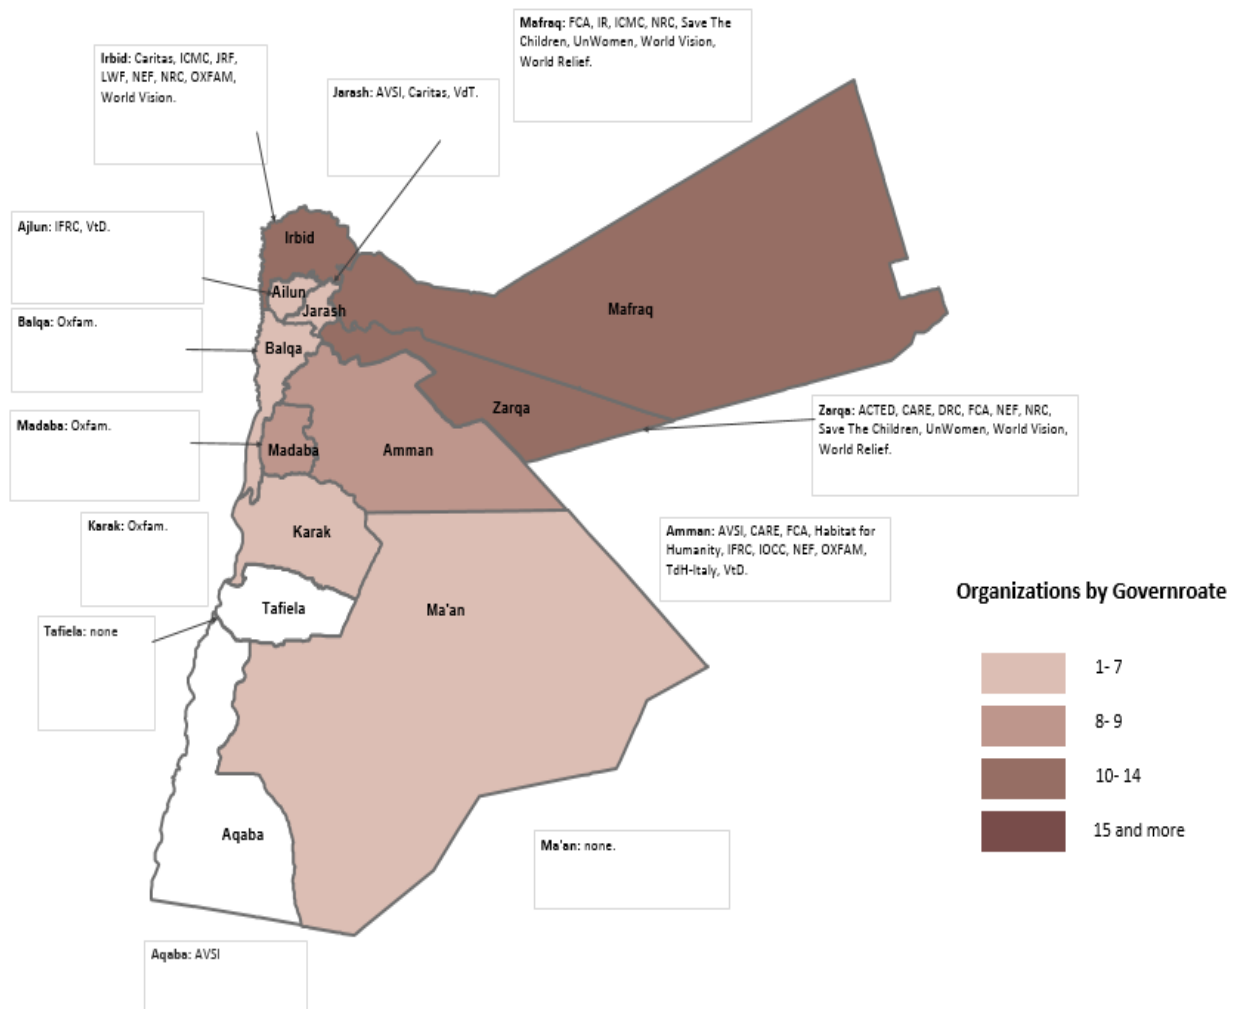 Mafraq: FCA, IR, ICMC, NRC, Save The
Children, UnWomen, World Vision,
World Relief.
Irbid: Caritas, ICMC, JRF,
LWF, NEF, NRC, OXFAM,
World Vision.
Jarash: AVSI, Caritas, VdT.
Ajlun: IFRC, VtD.
Irbid
Ailun
Jarash
Mafraq
Balqa: Oxfam.
Balqa
Zarqa
Zarqa: ACTED, CARE, DRC, FCA, NEF, NRC,
Save The Children, UnWomen, World Vision,
World Relief.
Madaba: Oxfam.
Madaba
Amman
Karak: Oxfam.
Karak
Amman: AVSI, CARE, FCA, Habitat for
Humanity, IFRC, IOCC, NEF, OXFAM,
TdH-Italy, VtD.
Tafiela: none
Tafiela
Ma'an
Organizations by Governroate
1- 7
8- 9
10- 14
15 and more
Aqaba
Ma'an: none.
Aqaba: AVSI